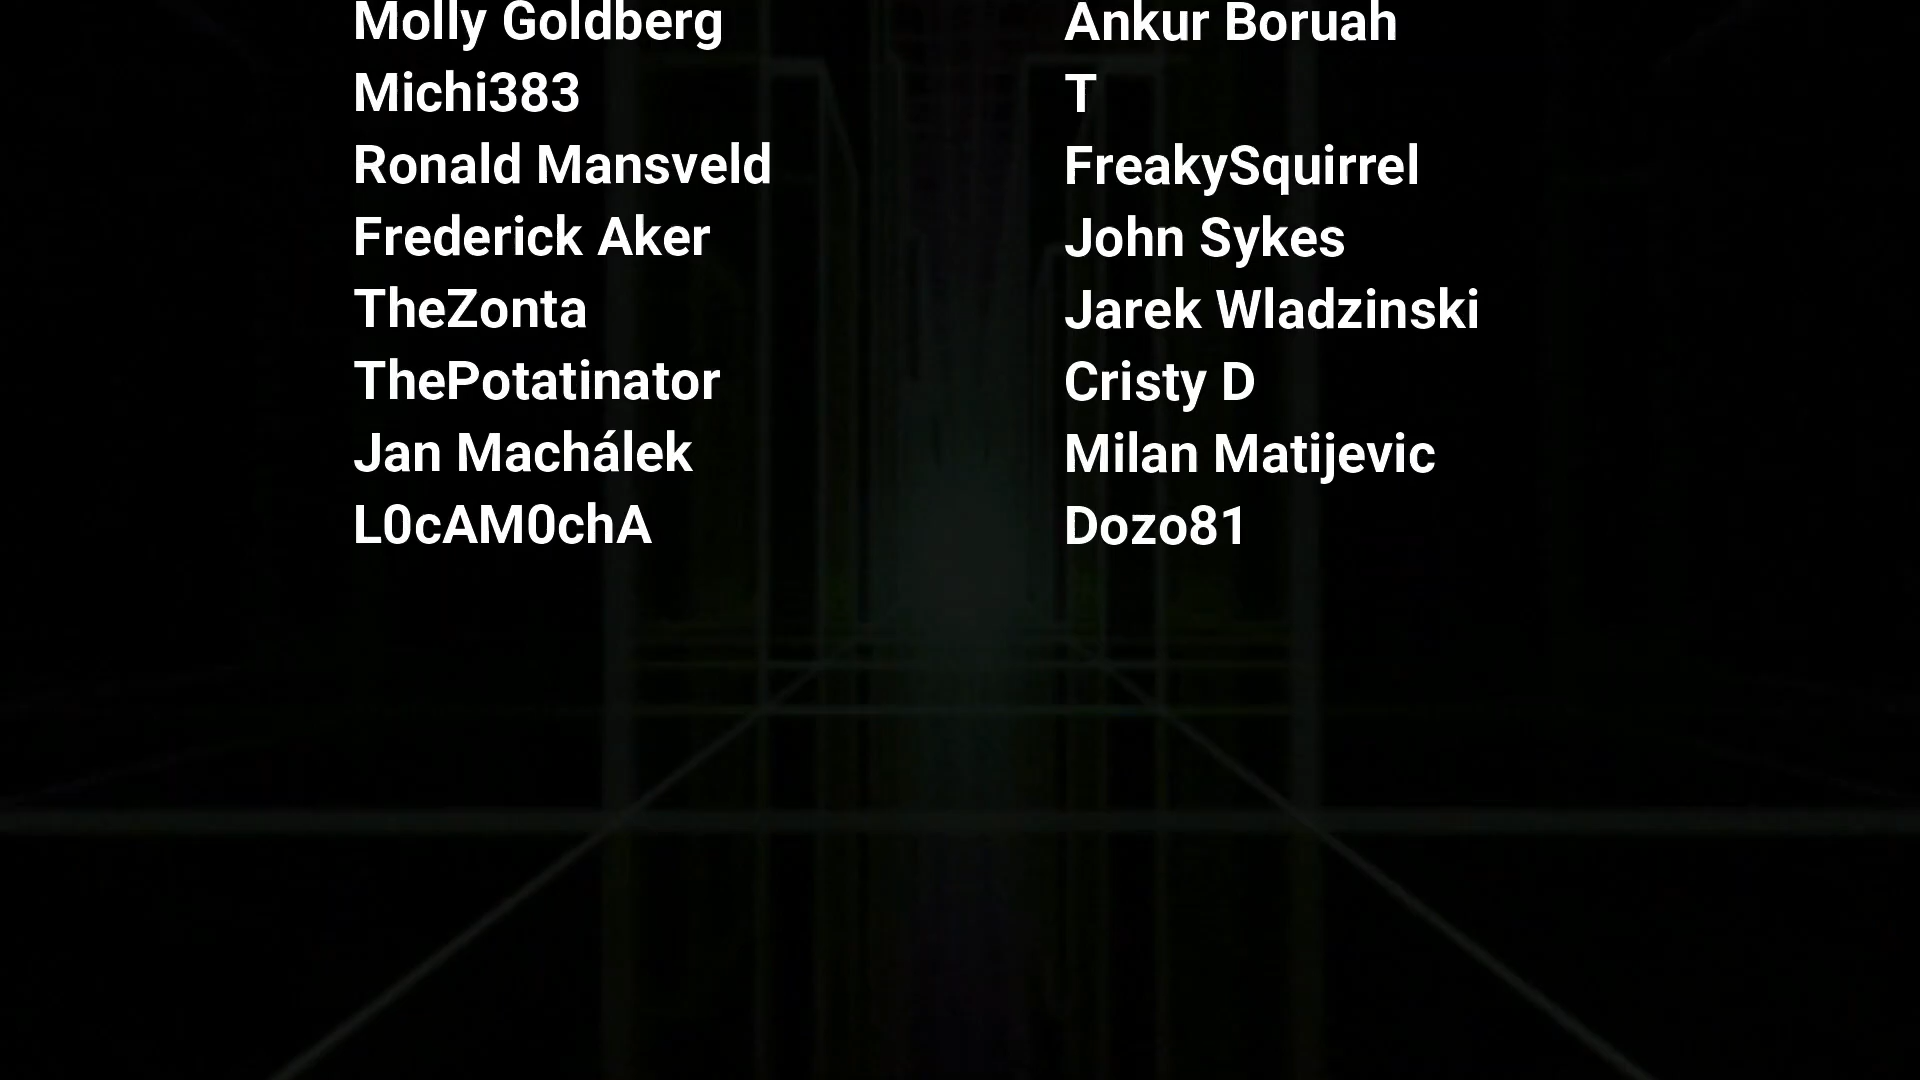 Molly Goldberg
Michi383
Ronald Mansveld
Frederick Aker
TheZonta
ThePotatinator
Jan Machálek
L0cAM0chA
Ankur Boruah
T
FreakySquirrel
John Sykes
Jarek Wladzinski
Cristy D
Milan Matijevic
Dozo81